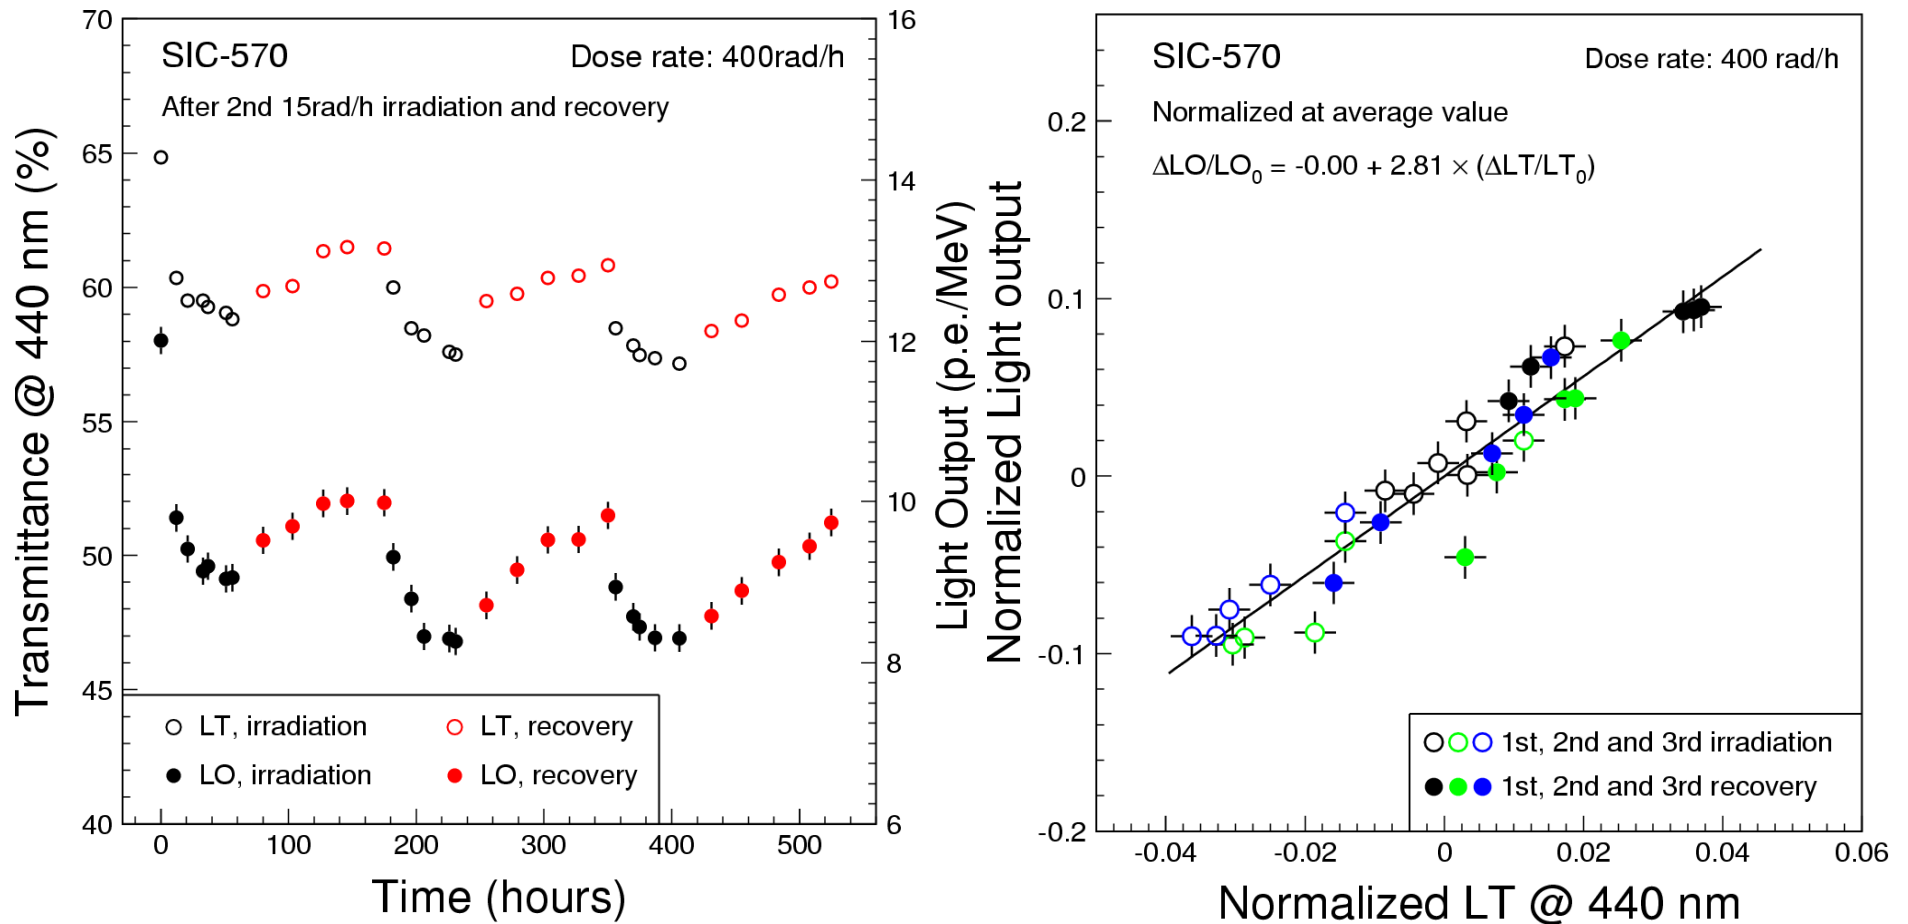 SIC-570
Dose rate: 400rad/h
After 2nd 15rad/h irradiation and recovery
Transmittance @ 440 nm (%)
70
65
60
55
50
45
40
16
14
12
10
8
6
Light Output (p.e./MeV)
LT, irradiation
LT, recovery
LO, irradiation
LO, recovery
0 100 200 300 400 500
Time (hours)
SIC-570
Dose rate: 400 rad/h
Normalized at average value
ΔLO/LO₀ = -0.00 + 2.81 × (ΔLT/LT₀)
Normalized Light output
0.2
0.1
0
-0.1
-0.2
1st, 2nd and 3rd irradiation
1st, 2nd and 3rd recovery
-0.04 -0.02 0 0.02 0.04 0.06
Normalized LT @ 440 nm